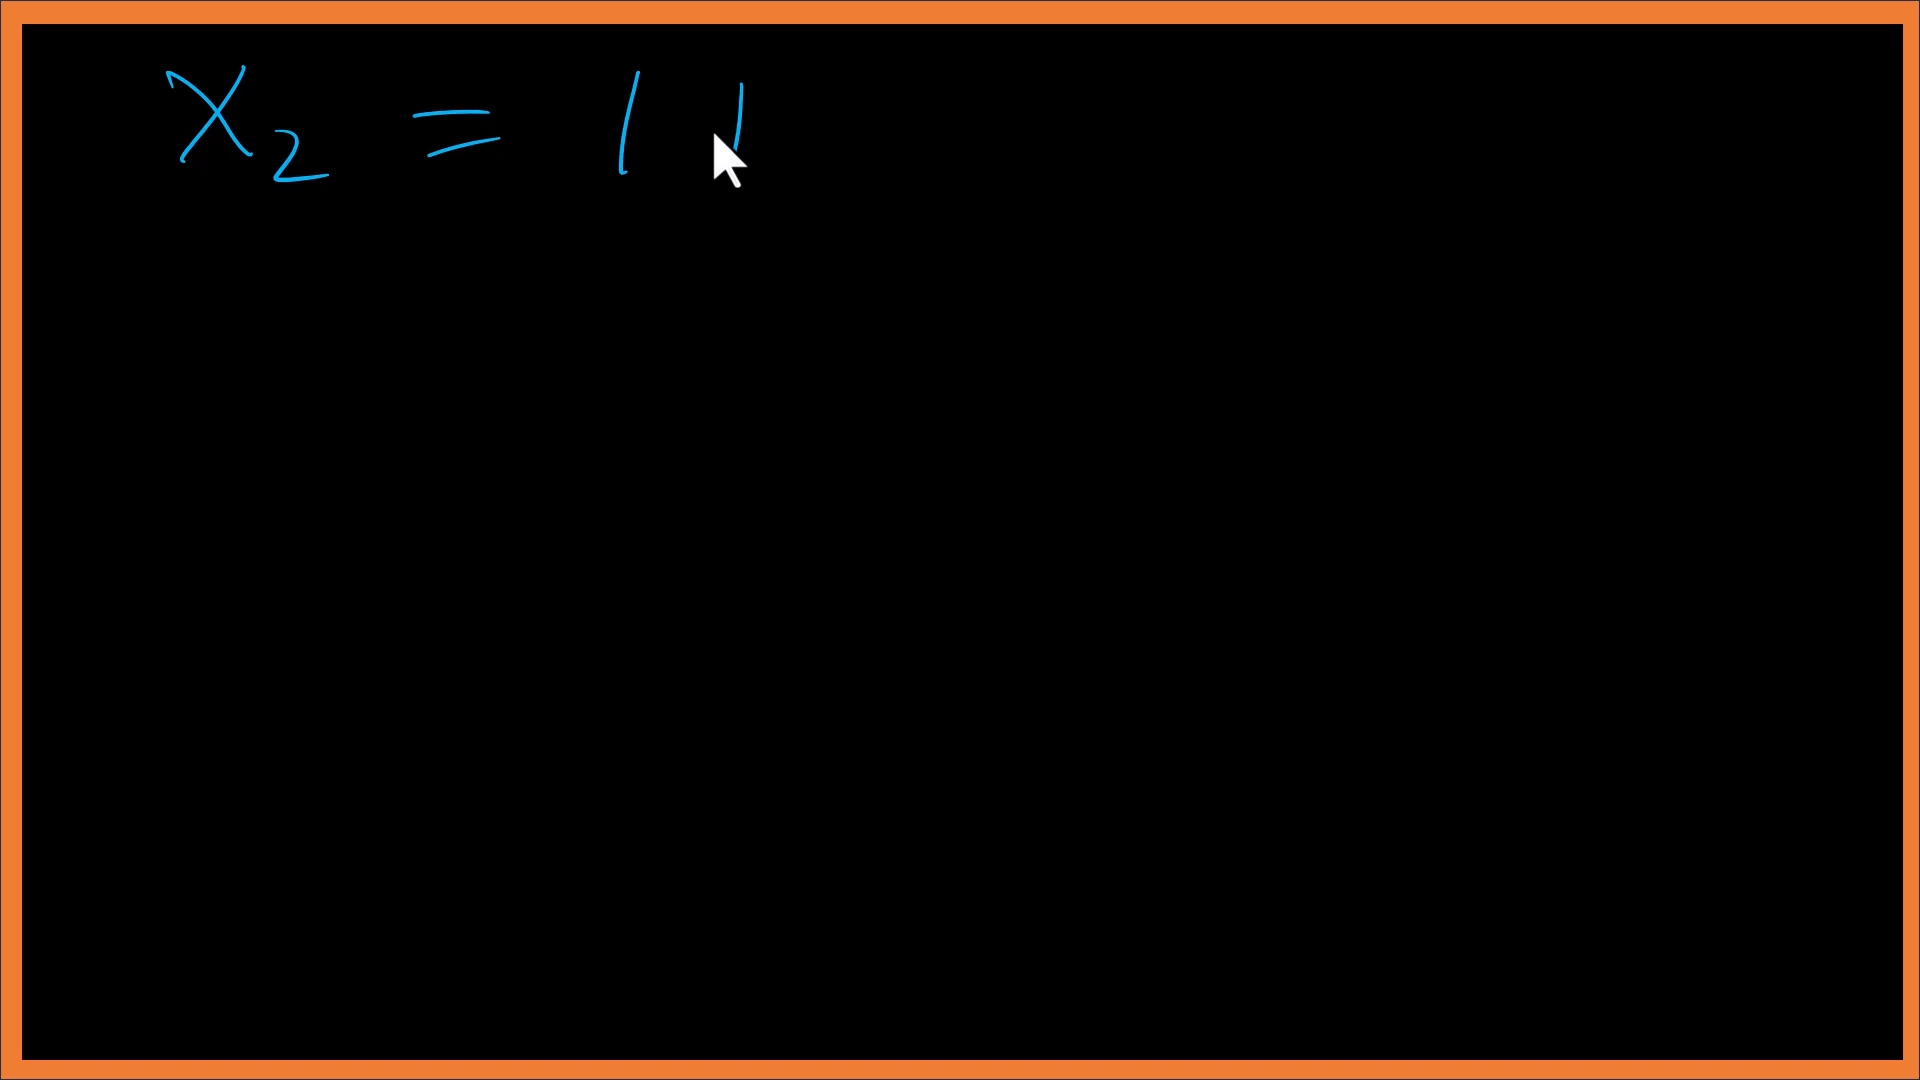 X₂ = 11